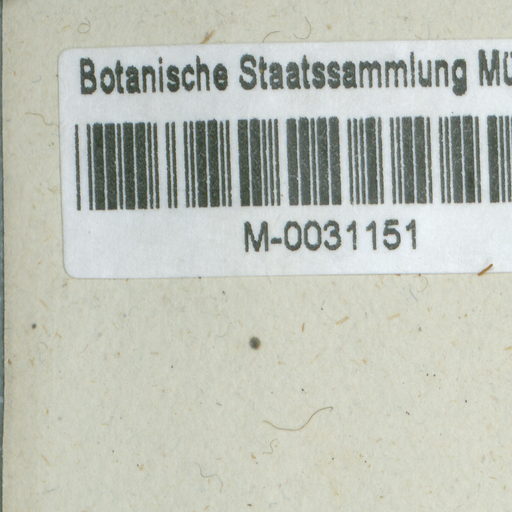 Botanische Staatssammlung Mü
M-0031151